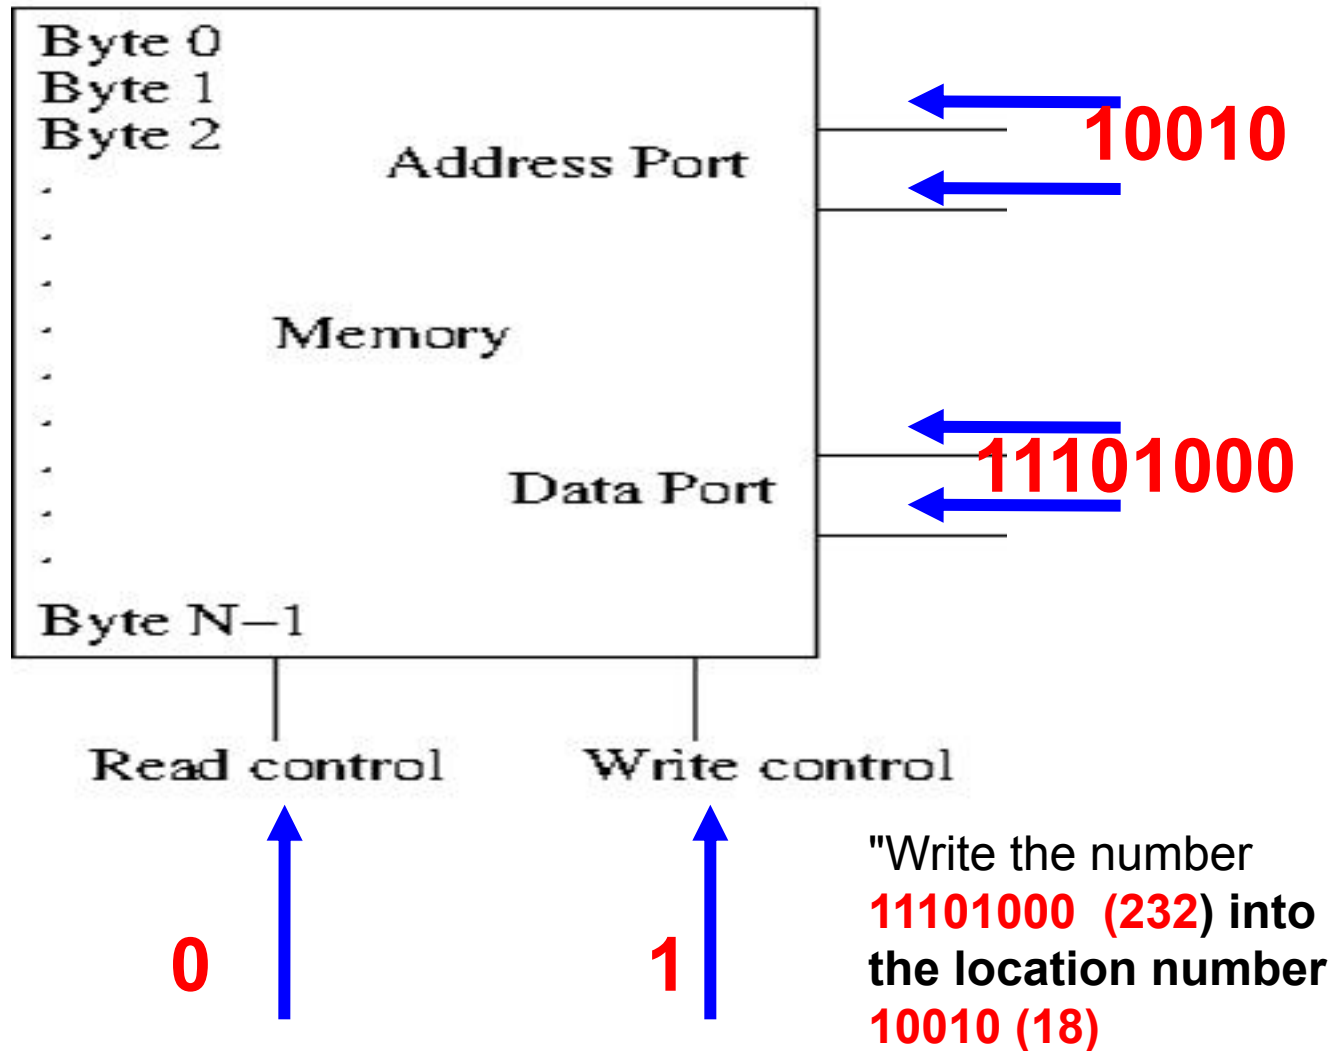 Byte 0
Byte 1
Byte 2
10010
Address Port
Memory
11101000
Data Port
Byte N–1
Read control
Write control
0
1
"Write the number
11101000 (232) into
the location number
10010 (18)